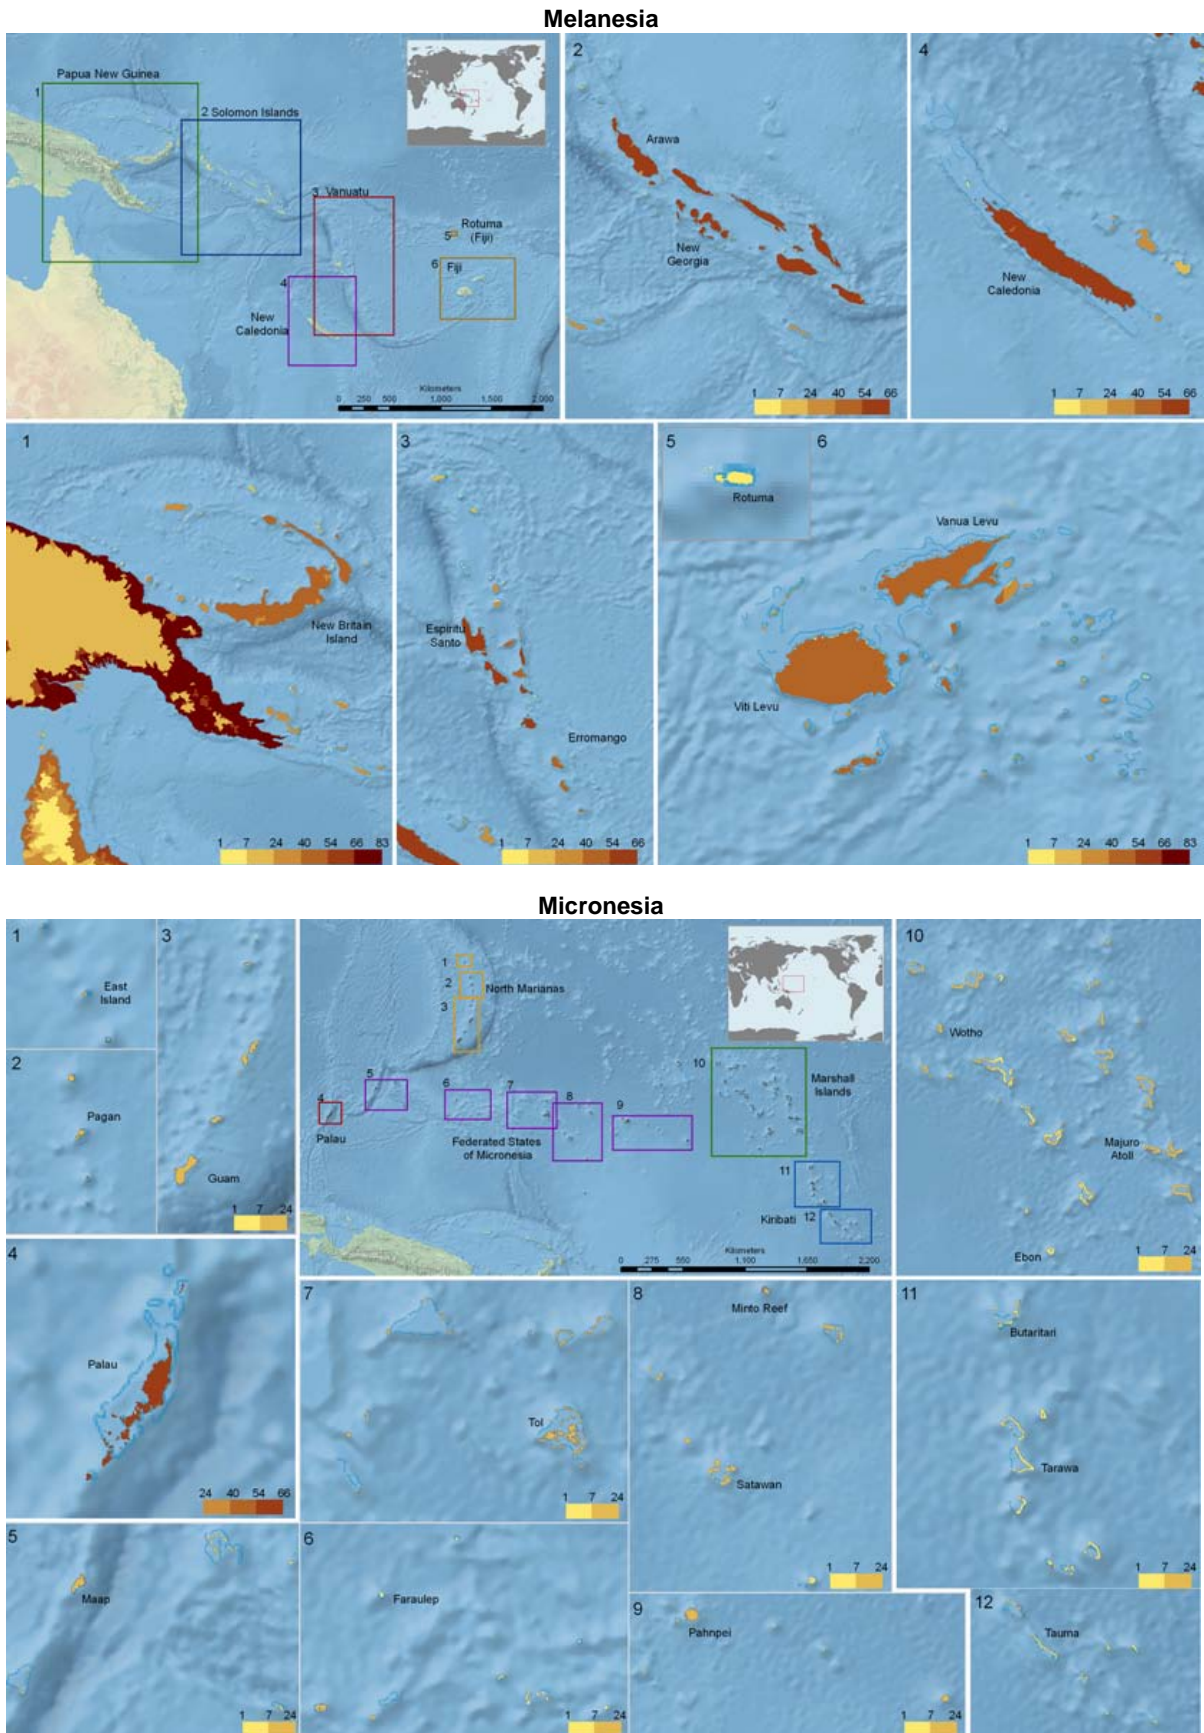 Melanesia
1
Papua New Guinea
2 Solomon Islands
3 Vanuatu
5
Rotuma
(Fiji)
6
Fiji
4
New
Caledonia
Kilometers
0 250 500 1,000 1,500 2,000
2
Arawa
New
Georgia
1 7 24 40 54 66
4
New
Caledonia
1 7 24 40 54 66
1
New Britain
Island
1 7 24 40 54 66 83
3
Espiritu
Santo
Erromango
1 7 24 40 54 66
5
Rotuma
6
Vanua Levu
Viti Levu
1 7 24 40 54 66 83
Micronesia
1
East
Island
2
Pagan
3
Guam
1 7 24
1
2
North Marianas
3
4
Palau
5
6
7
8
9
Federated States
of Micronesia
10
Marshall
Islands
11
Kiribati
12
Kilometers
0 275 550 1,100 1,650 2,200
10
Wotho
Majuro
Atoll
Ebon
1 7 24
4
Palau
24 40 54 66
7
Tol
1 7 24
8
Minto Reef
Satawan
1 7 24
11
Butaritari
Tarawa
1 7 24
5
Maap
1 7 24
6
Faraulep
1 7 24
9
Pahnpei
1 7 24
12
Tauma
1 7 24